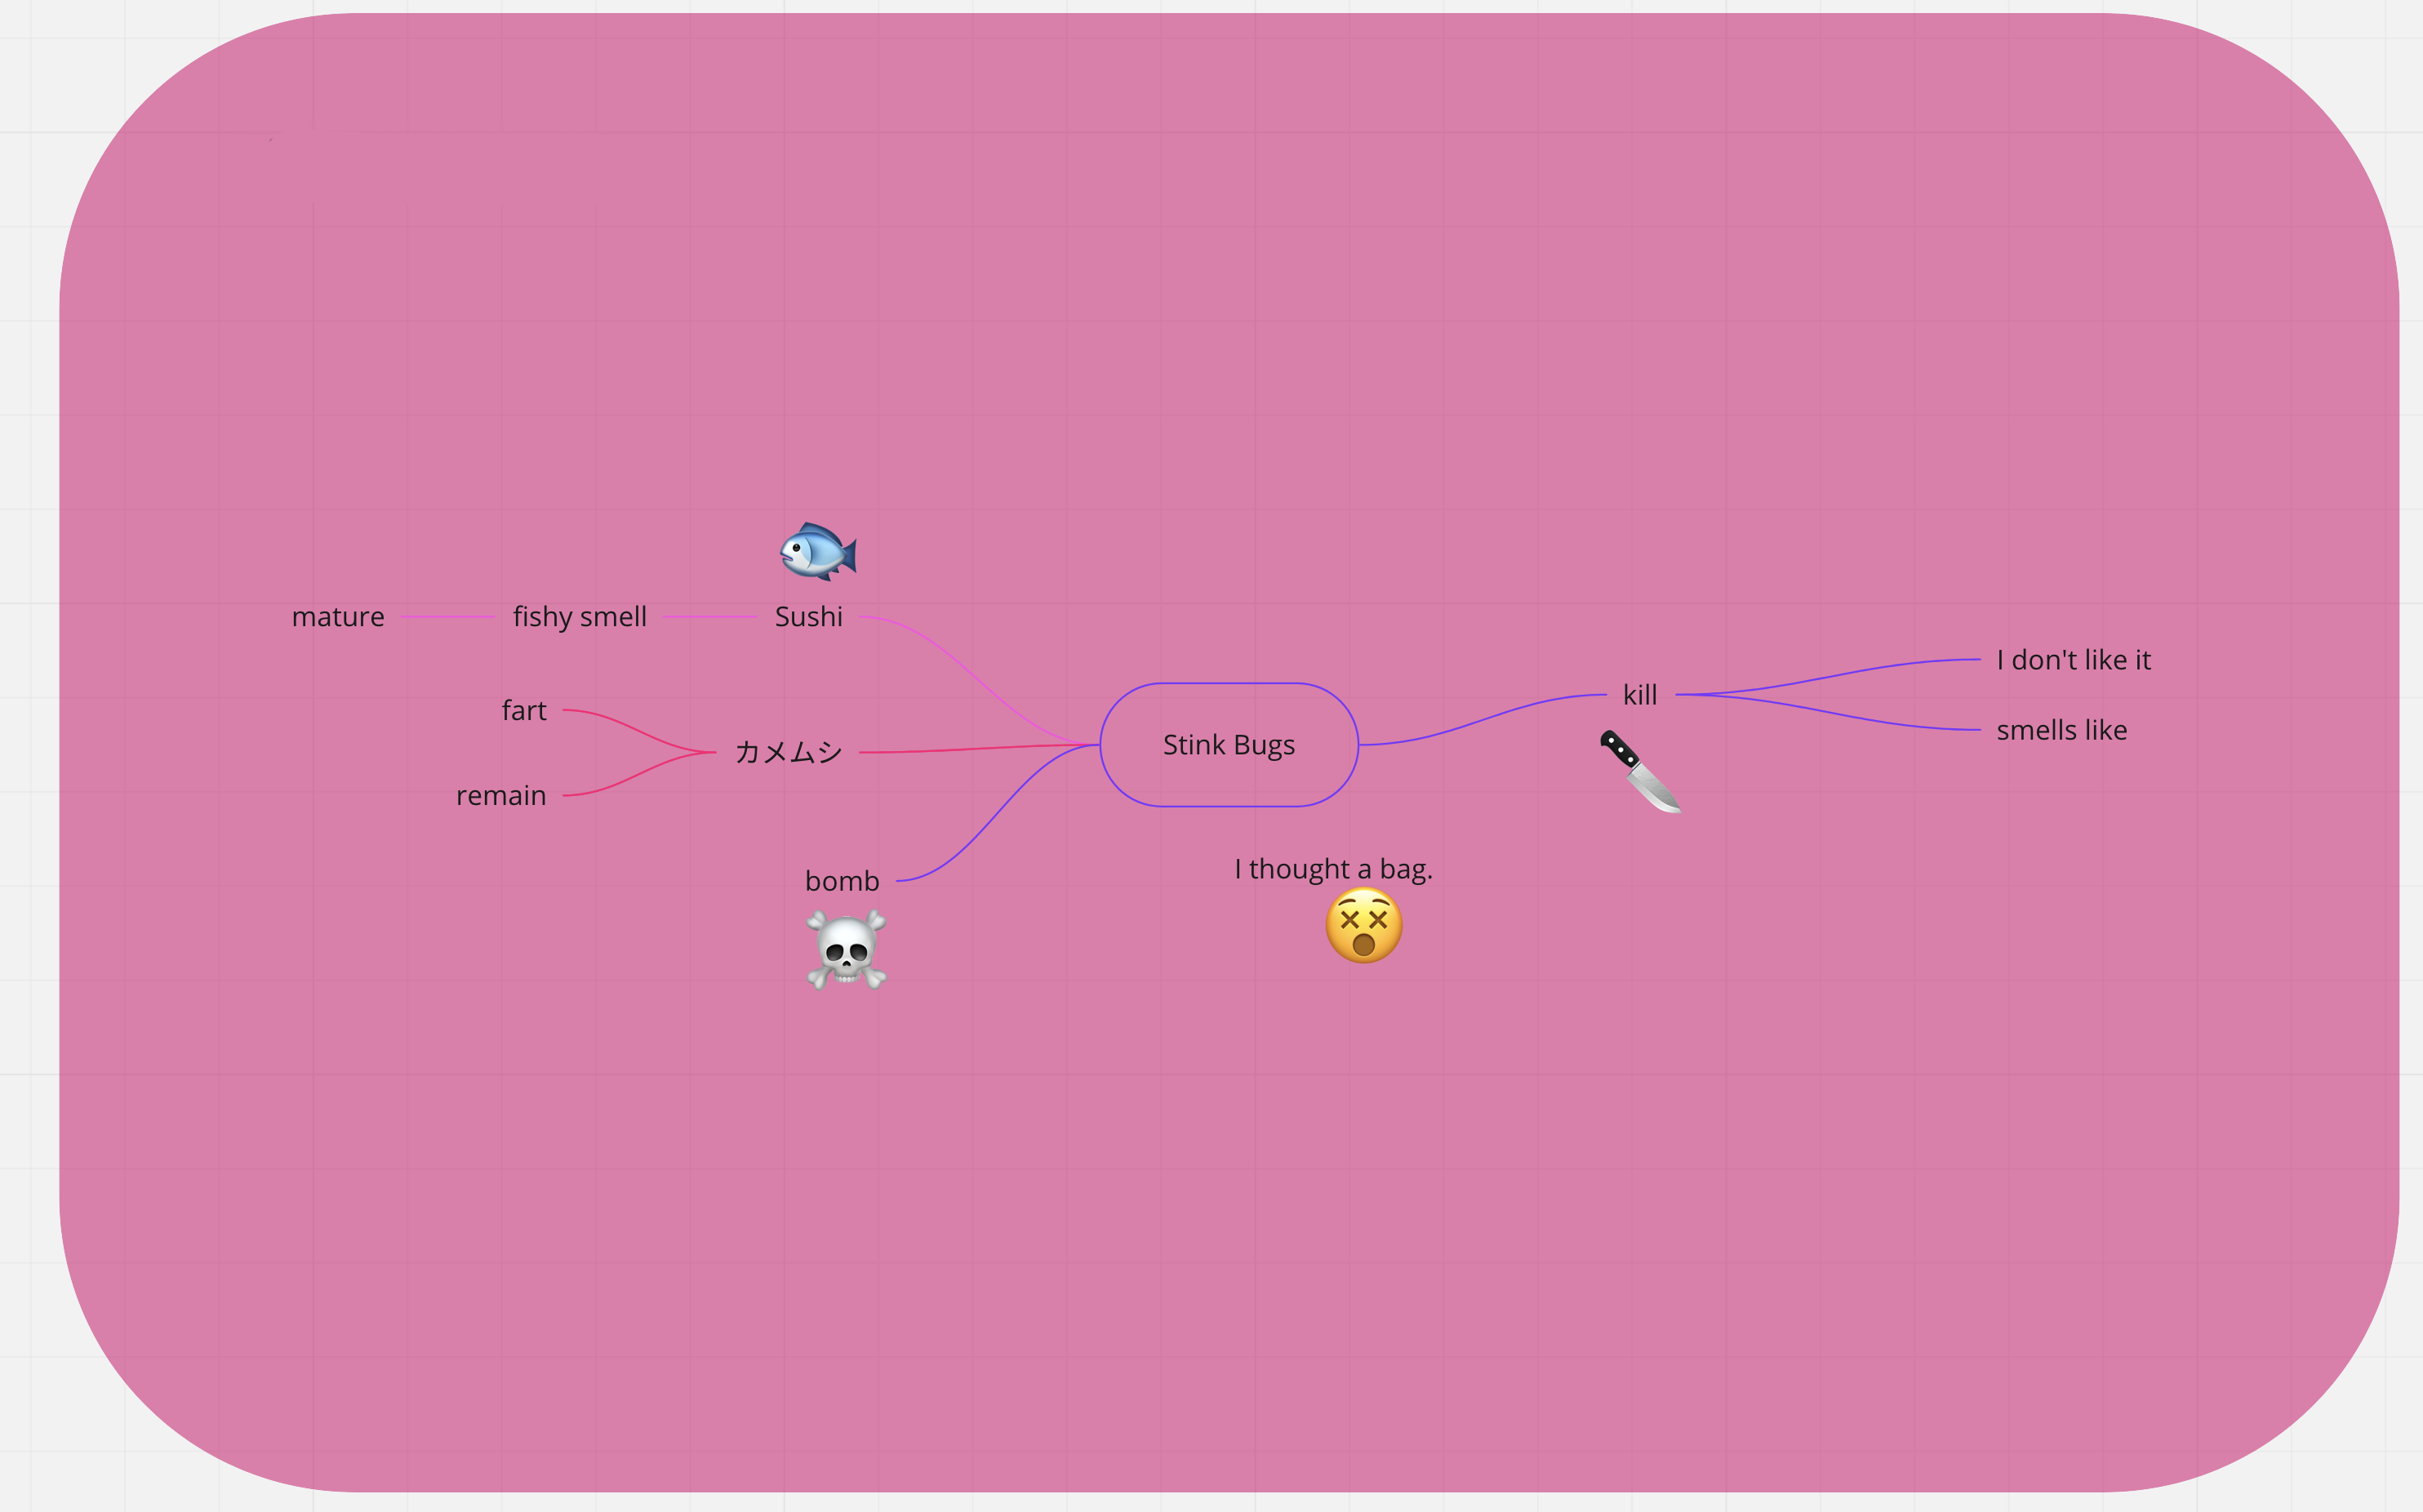 mature
fishy smell
Sushi
fart
カメムシ
remain
bomb
Stink Bugs
I thought a bag.
kill
I don't like it
smells like